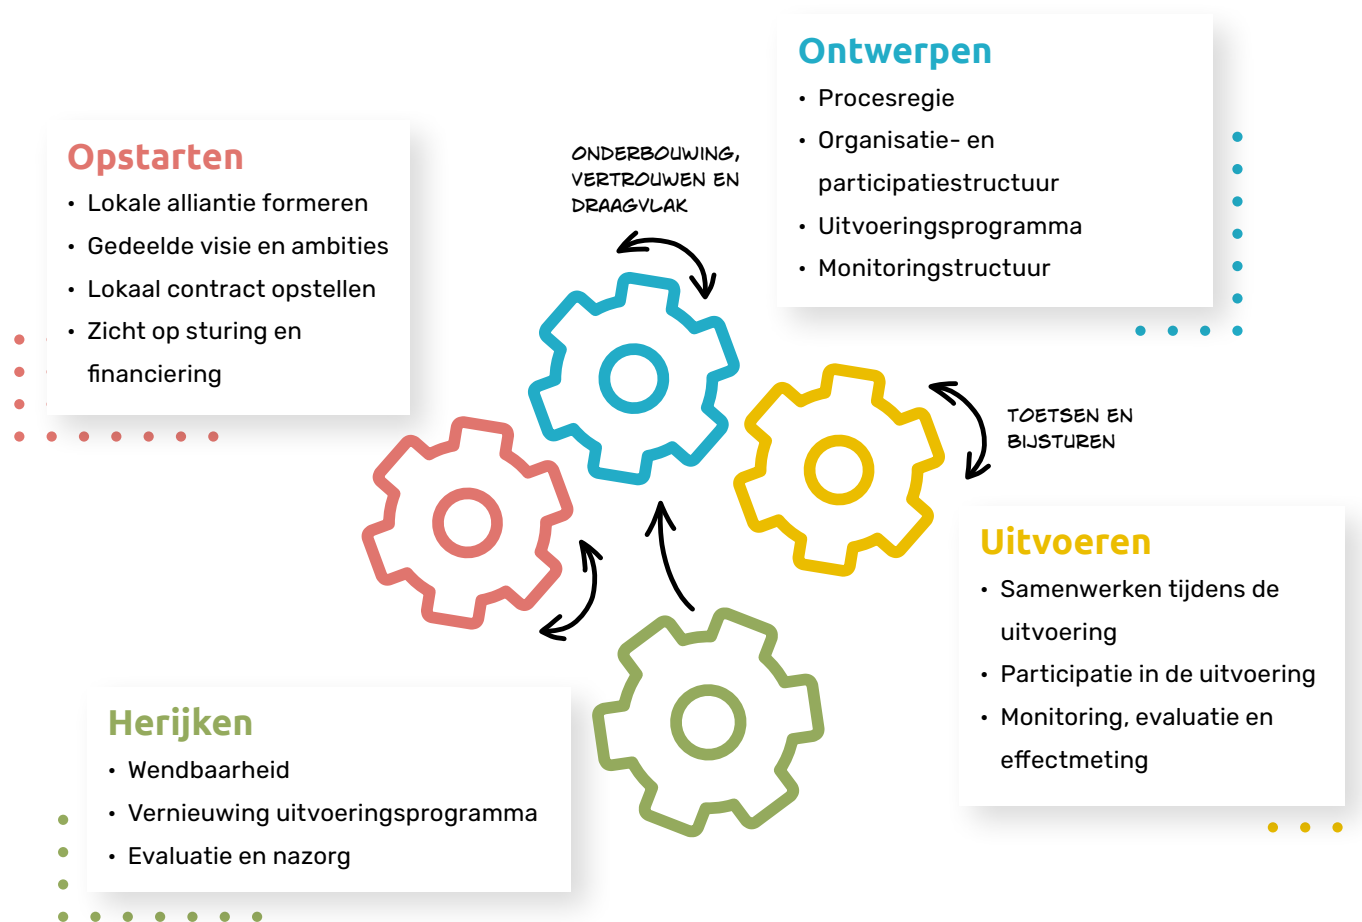 Opstarten
• Lokale alliantie formeren
• Gedeelde visie en ambities
• Lokaal contract opstellen
• Zicht op sturing en
financiering
ONDERBOUWING,
VERTROUWEN EN
DRAAGVLAK
Ontwerpen
• Procesregie
• Organisatie- en
participatiestructuur
• Uitvoeringsprogramma
• Monitoringstructuur
TOETSEN EN
BIJSTUREN
Uitvoeren
• Samenwerken tijdens de
uitvoering
• Participatie in de uitvoering
• Monitoring, evaluatie en
effectmeting
Herijken
• Wendbaarheid
• Vernieuwing uitvoeringsprogramma
• Evaluatie en nazorg